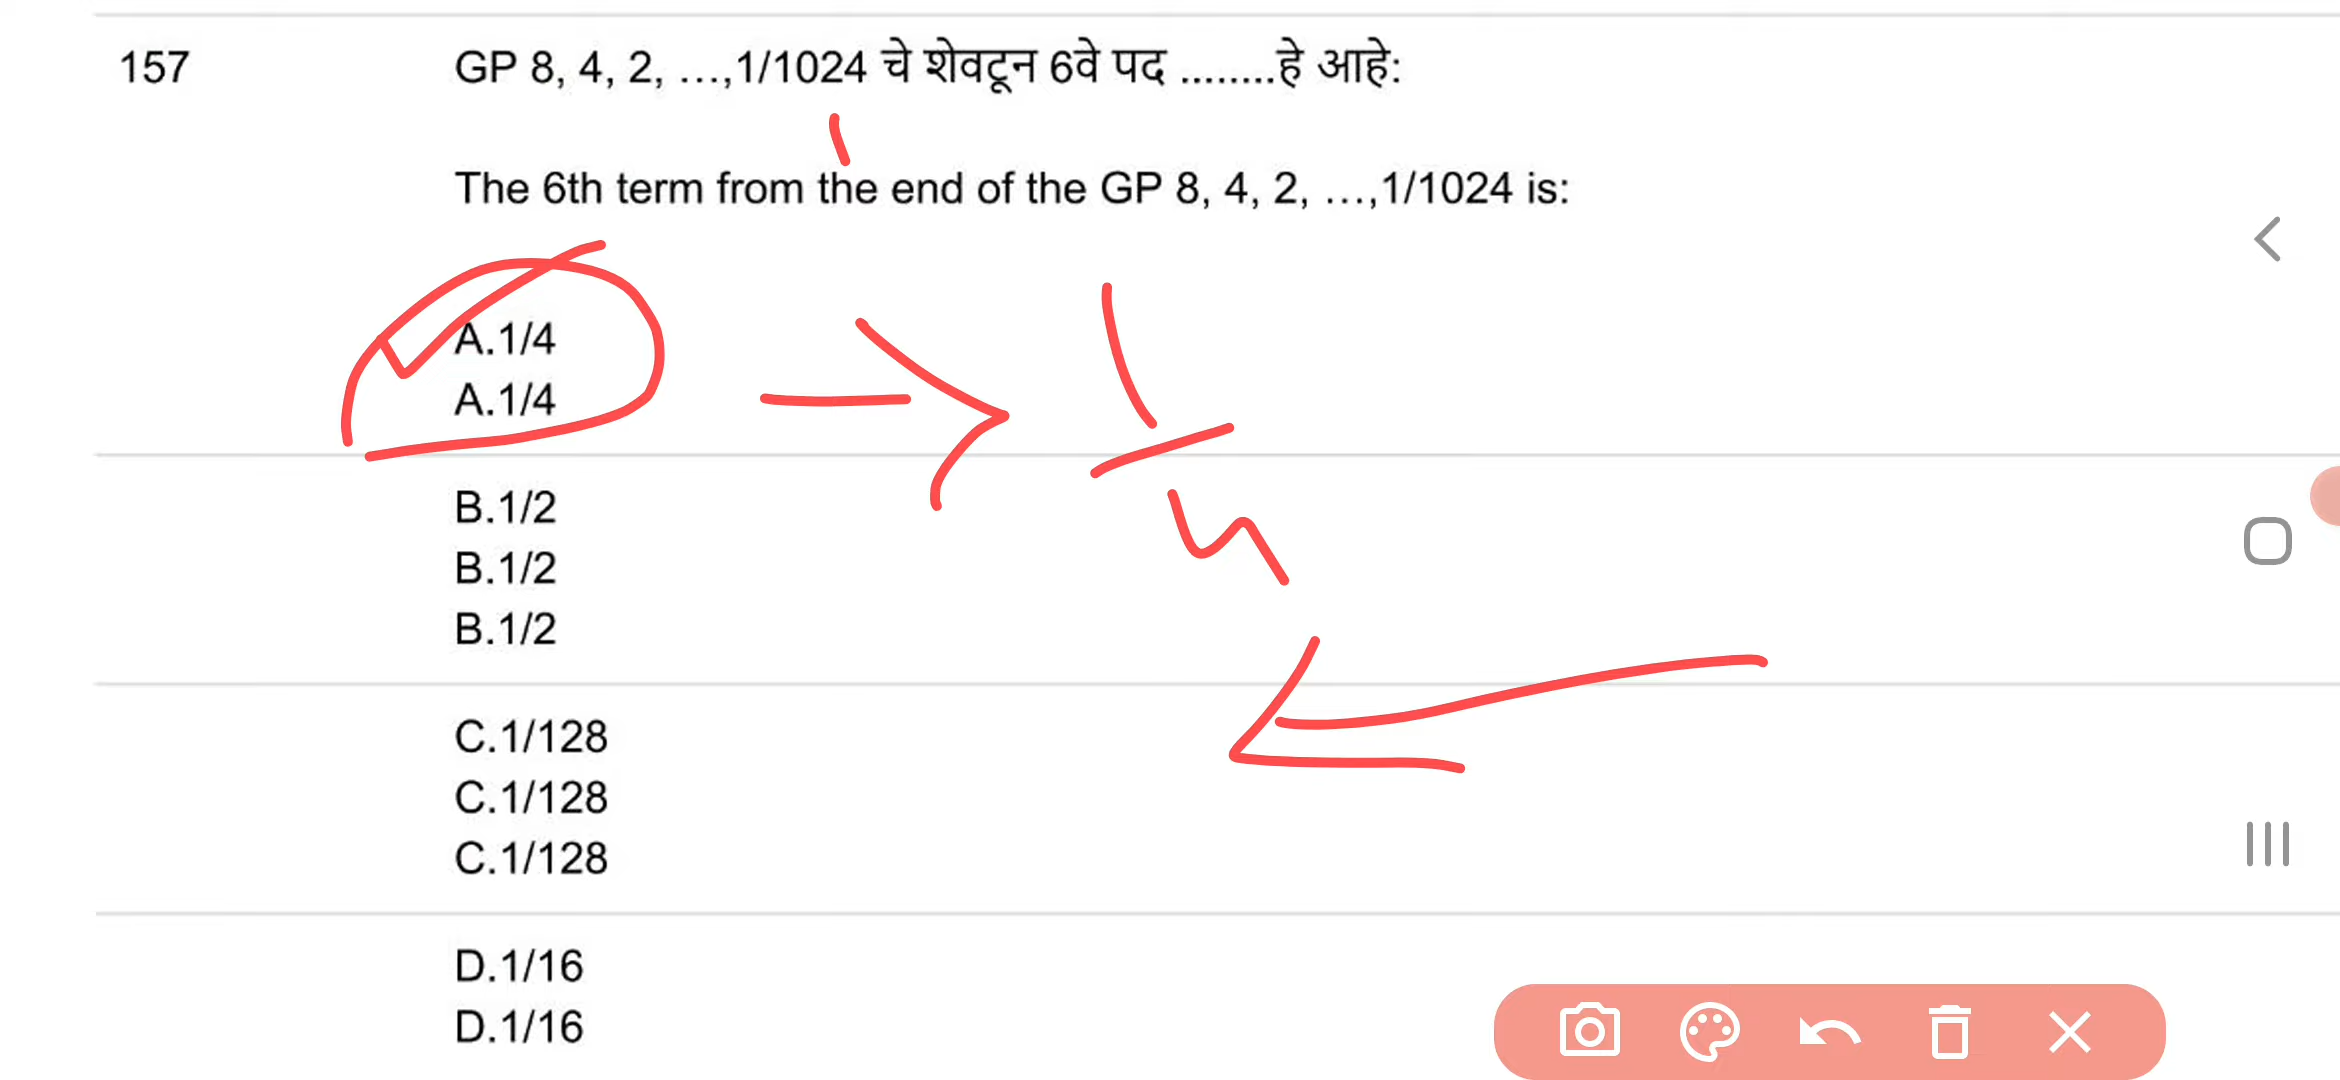 157 GP 8, 4, 2, ...,1/1024 चे शेवटून 6वे पद ........हे आहे:
The 6th term from the end of the GP 8, 4, 2, ...,1/1024 is:
A.1/4
A.1/4
B.1/2
B.1/2
B.1/2
C.1/128
C.1/128
C.1/128
D.1/16
D.1/16